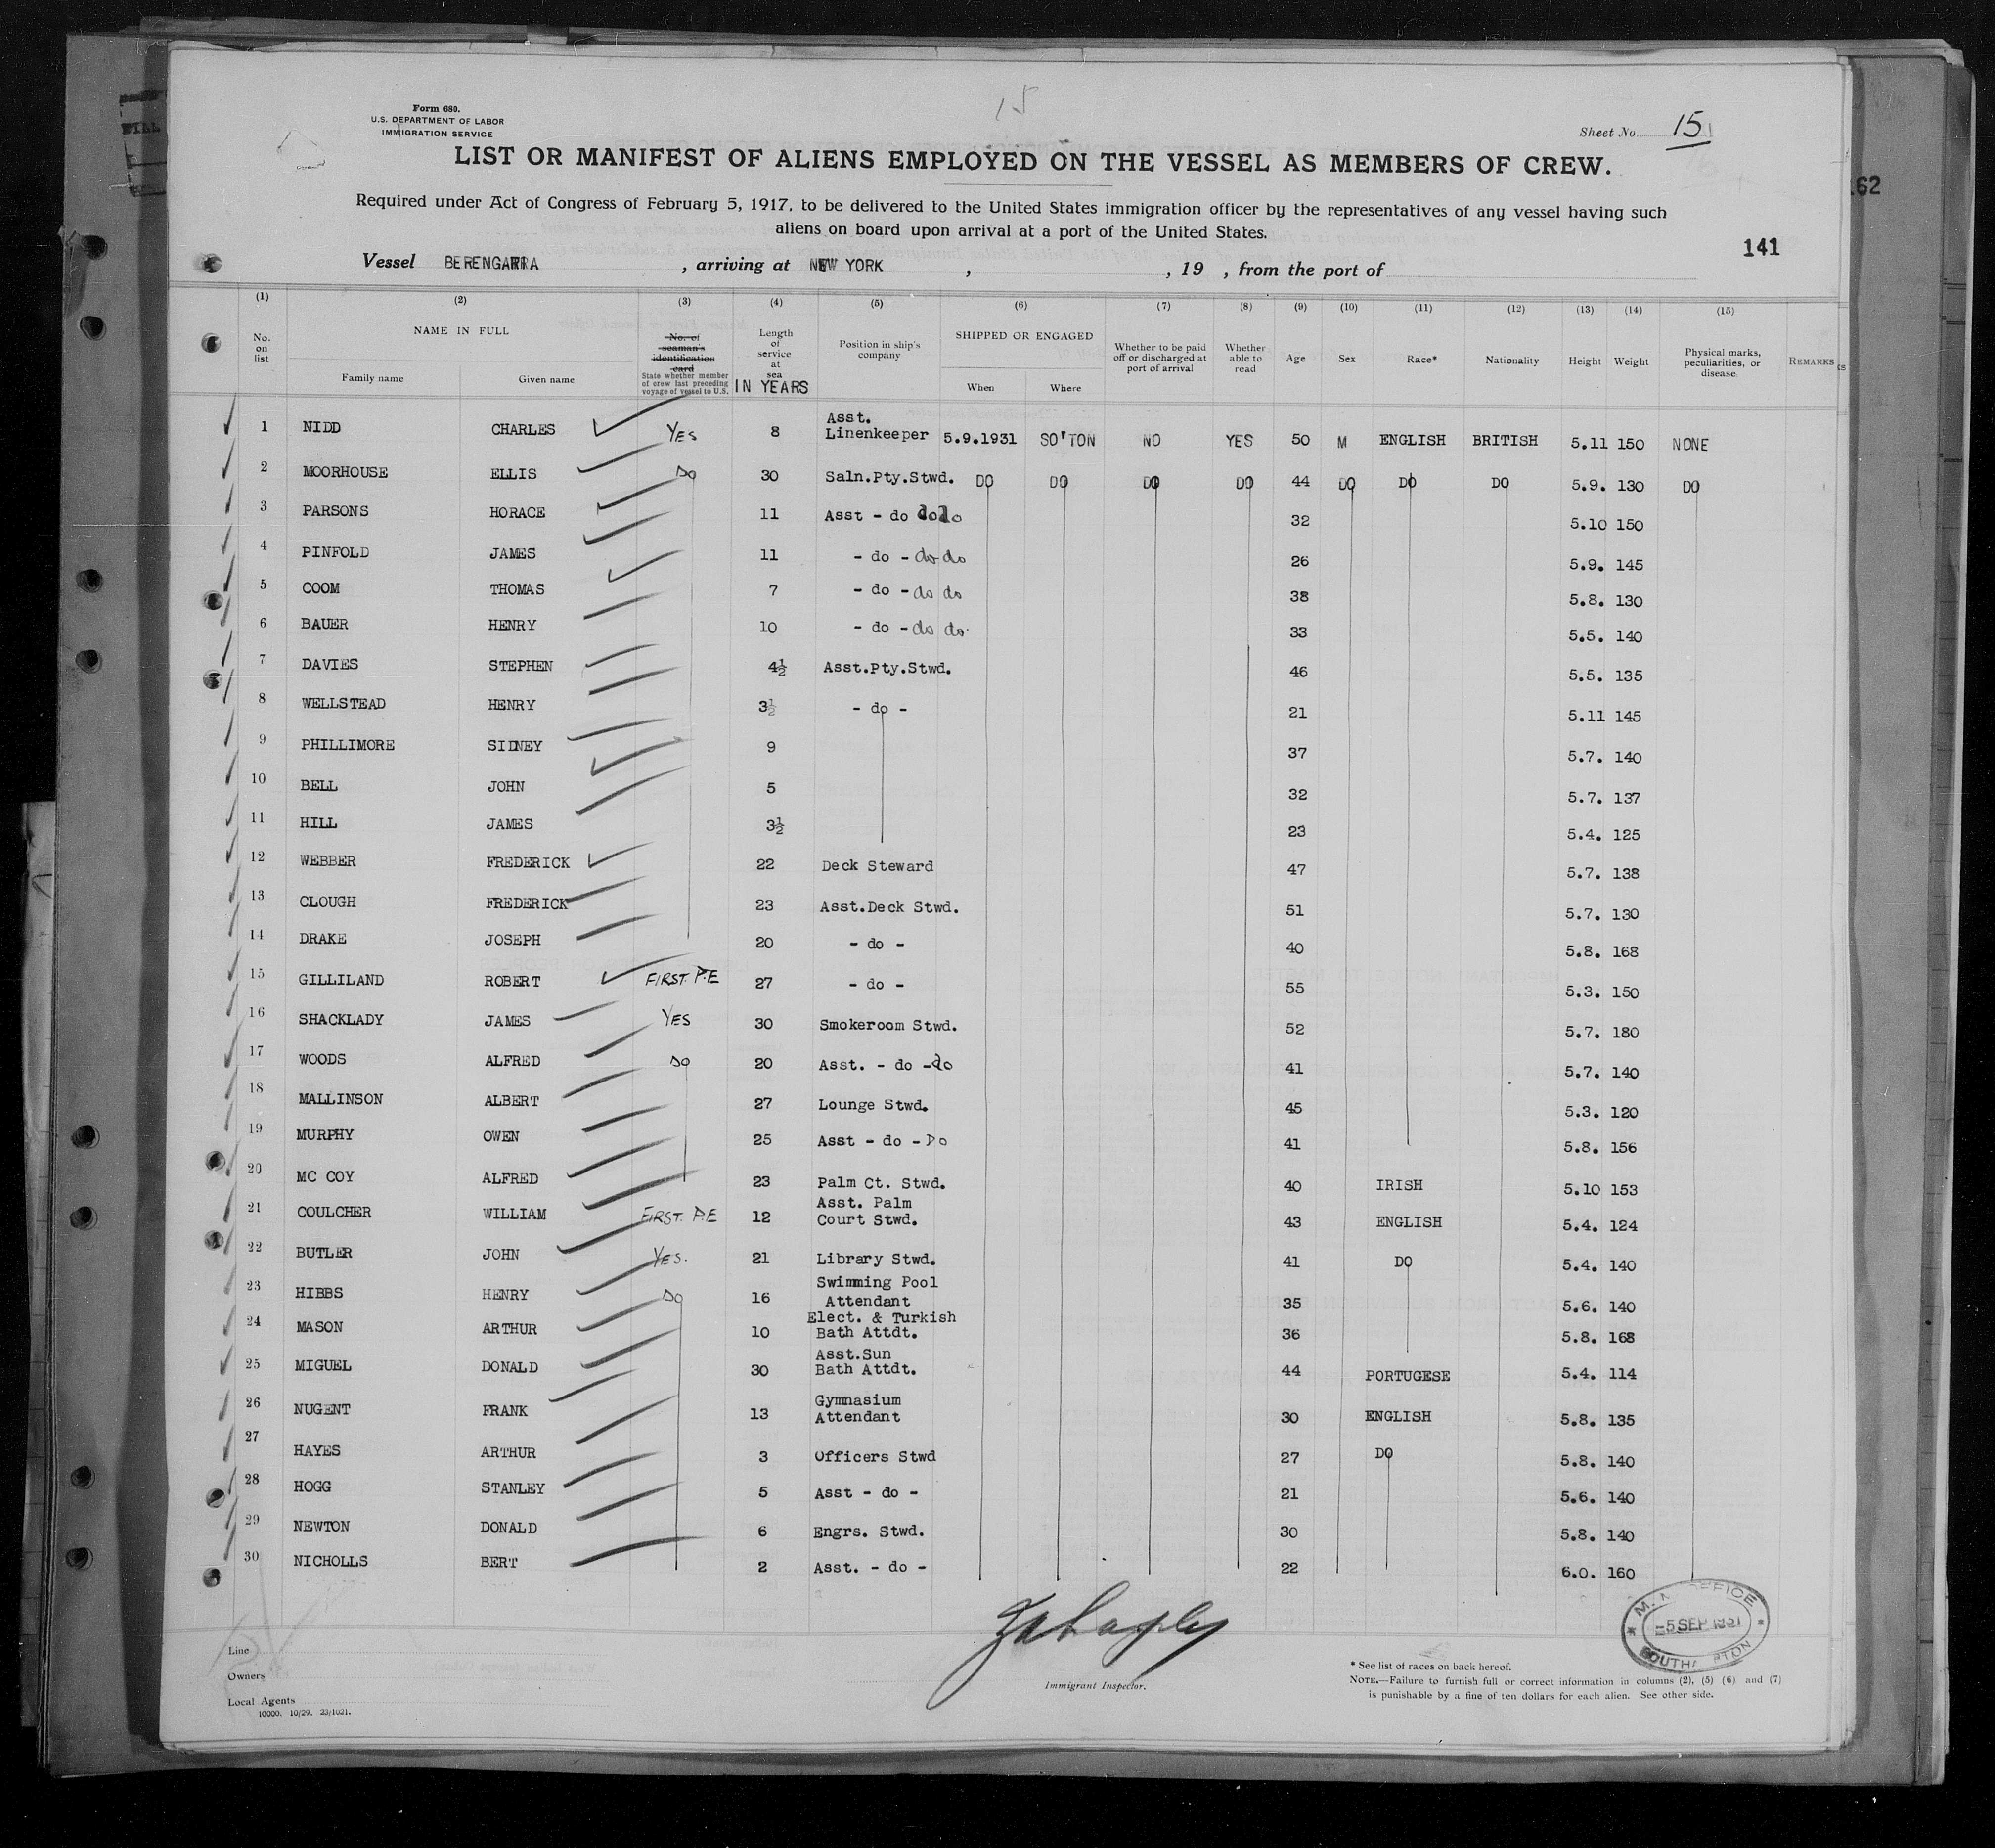 15
Form 680.
U.S. DEPARTMENT OF LABOR
IMMIGRATION SERVICE
Sheet No. 15
LIST OR MANIFEST OF ALIENS EMPLOYED ON THE VESSEL AS MEMBERS OF CREW.
62
Required under Act of Congress of February 5, 1917, to be delivered to the United States immigration officer by the representatives of any vessel having such
aliens on board upon arrival at a port of the United States.
141
Vessel BERENGARIA , arriving at NEW YORK , , 19 , from the port of
(1) (2) (3) (4) (5) (6) (7) (8) (9) (10) (11) (12) (13) (14) (15)
No. on list NAME IN FULL Family name Given name No. of seaman's identification card State whether member of crew last preceding voyage of vessel to U.S. Length of service at sea IN YEARS Position in ship's company SHIPPED OR ENGAGED When Where Whether to be paid off or discharged at port of arrival Whether able to read Age Sex Race* Nationality Height Weight Physical marks, peculiarities, or disease. REMARKS
1 NIDD CHARLES YES 8 Asst. Linenkeeper 5.9.1931 SO'TON NO YES 50 M ENGLISH BRITISH 5.11 150 NONE
2 MOORHOUSE ELLIS DO 30 Saln.Pty.Stwd. DO DO DO DO 44 DO DO DO 5.9. 130 DO
3 PARSONS HORACE 11 Asst - do do do 32 5.10 150
4 PINFOLD JAMES 11 - do - do do 26 5.9. 145
5 COOM THOMAS 7 - do - do do 38 5.8. 130
6 BAUER HENRY 10 - do - do do. 33 5.5. 140
7 DAVIES STEPHEN 4½ Asst.Pty.Stwd. 46 5.5. 135
8 WELLSTEAD HENRY 3½ - do - 21 5.11 145
9 PHILLIMORE SIDNEY 9 37 5.7. 140
10 BELL JOHN 5 32 5.7. 137
11 HILL JAMES 3½ 23 5.4. 125
12 WEBBER FREDERICK 22 Deck Steward 47 5.7. 138
13 CLOUGH FREDERICK 23 Asst.Deck Stwd. 51 5.7. 130
14 DRAKE JOSEPH 20 - do - 40 5.8. 168
15 GILLILAND ROBERT FIRST. P.E 27 - do - 55 5.3. 150
16 SHACKLADY JAMES YES 30 Smokeroom Stwd. 52 5.7. 180
17 WOODS ALFRED DO 20 Asst. - do - do 41 5.7. 140
18 MALLINSON ALBERT 27 Lounge Stwd. 45 5.3. 120
19 MURPHY OWEN 25 Asst - do - Do 41 5.8. 156
20 MC COY ALFRED 23 Palm Ct. Stwd. 40 IRISH 5.10 153
21 COULCHER WILLIAM FIRST. P.E 12 Asst. Palm Court Stwd. 43 ENGLISH 5.4. 124
22 BUTLER JOHN YES. 21 Library Stwd. 41 DO 5.4. 140
23 HIBBS HENRY DO 16 Swimming Pool Attendant 35 5.6. 140
24 MASON ARTHUR 10 Elect. & Turkish Bath Attdt. 36 5.8. 168
25 MIGUEL DONALD 30 Asst.Sun Bath Attdt. 44 PORTUGESE 5.4. 114
26 NUGENT FRANK 13 Gymnasium Attendant 30 ENGLISH 5.8. 135
27 HAYES ARTHUR 3 Officers Stwd 27 DO 5.8. 140
28 HOGG STANLEY 5 Asst - do - 21 5.6. 140
29 NEWTON DONALD 6 Engrs. Stwd. 30 5.8. 140
30 NICHOLLS BERT 2 Asst. - do - 22 6.0. 160
OFFICE
5 SEP 1931
Line
Owners
Local Agents
10000. 10/29. 23/1021.
Immigrant Inspector.
* See list of races on back hereof.
NOTE.—Failure to furnish full or correct information in columns (2), (5) (6) and (7)
is punishable by a fine of ten dollars for each alien. See other side.